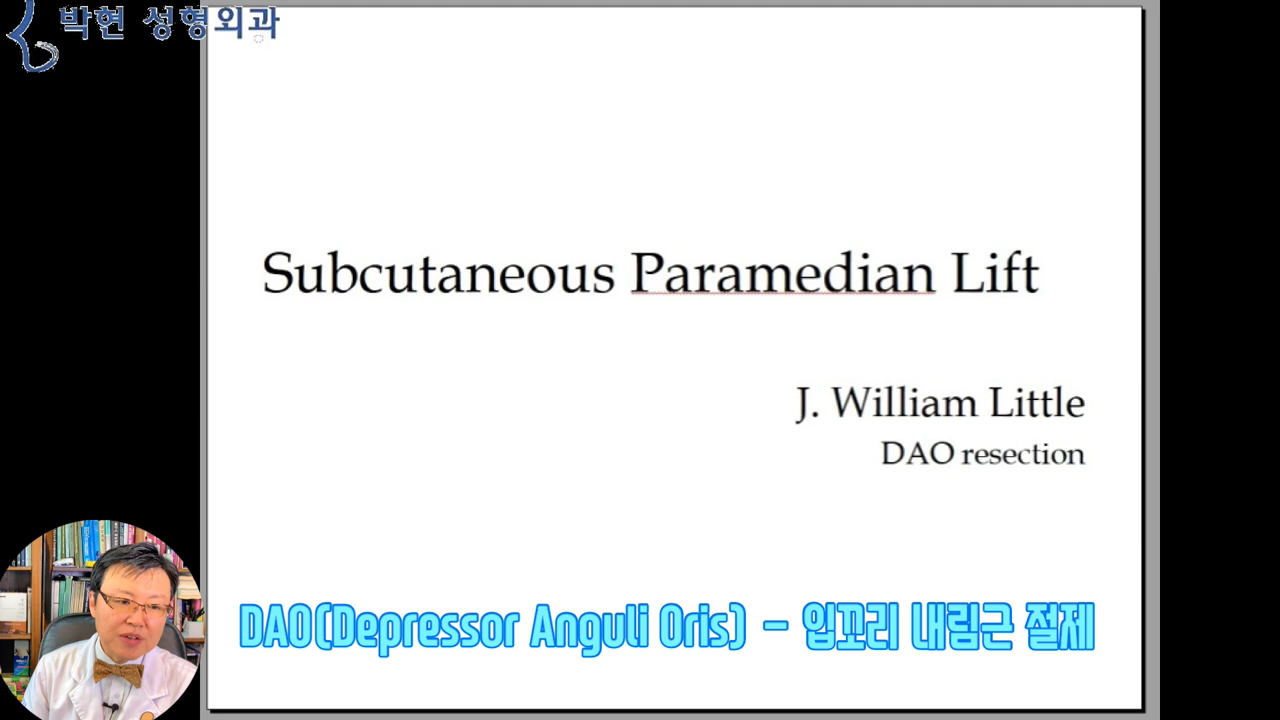 박현 성형외과
Subcutaneous Paramedian Lift
J. William Little
DAO resection
DAO(Depressor Anguli Oris) - 입꼬리 내림근 절제